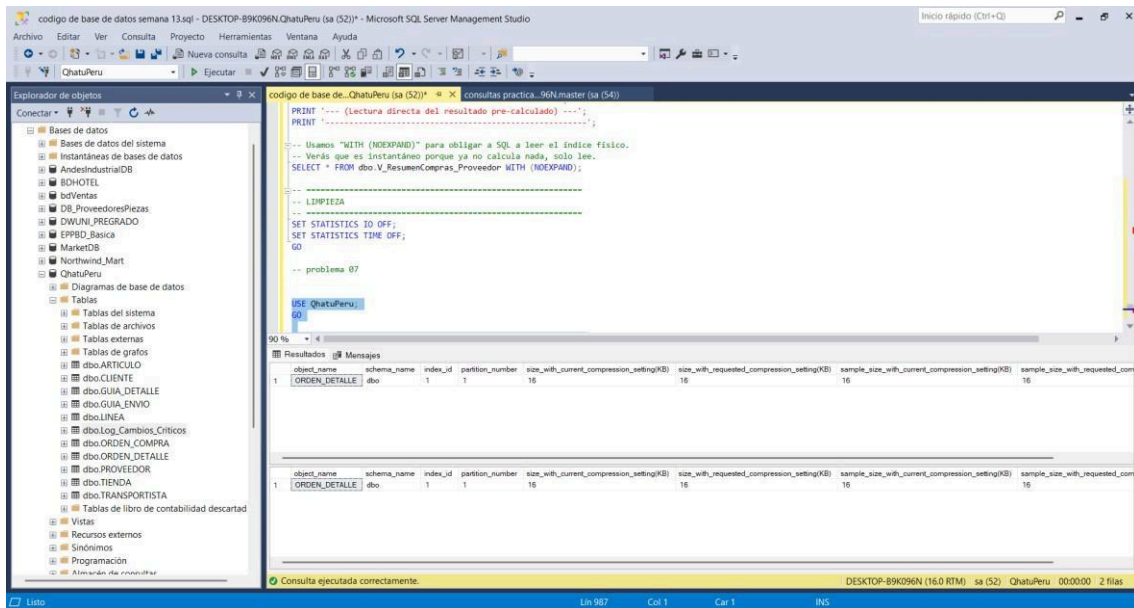 codigo de base de datos semana 13.sql - DESKTOP-B9K096N.QhatuPeru (sa (52))* - Microsoft SQL Server Management Studio
Inicio rápido (Ctrl+Q)
Archivo Editar Ver Consulta Proyecto Herramientas Ventana Ayuda
Nueva consulta
QhatuPeru Ejecutar
Explorador de objetos
Conectar
Bases de datos
Bases de datos del sistema
Instantáneas de bases de datos
AndesIndustrialDB
BDHOTEL
bdVentas
DB_ProveedoresPiezas
DWUNI_PREGRADO
EPPBD_Basica
MarketDB
Northwind_Mart
QhatuPeru
Diagramas de base de datos
Tablas
Tablas del sistema
Tablas de archivos
Tablas externas
Tablas de grafos
dbo.ARTICULO
dbo.CLIENTE
dbo.GUIA_DETALLE
dbo.GUIA_ENVIO
dbo.LINEA
dbo.Log_Cambios_Criticos
dbo.ORDEN_COMPRA
dbo.ORDEN_DETALLE
dbo.PROVEEDOR
dbo.TIENDA
dbo.TRANSPORTISTA
Tablas de libro de contabilidad descartad
Vistas
Recursos externos
Sinónimos
Programación
Almacén de consultas
codigo de base de...QhatuPeru (sa (52))* consultas practica...96N.master (sa (54))
PRINT '--- (Lectura directa del resultado pre-calculado) ---';
PRINT '------------------------------------------------------';
-- Usamos "WITH (NOEXPAND)" para obligar a SQL a leer el índice físico.
-- Verás que es instantáneo porque ya no calcula nada, solo lee.
SELECT * FROM dbo.V_ResumenCompras_Proveedor WITH (NOEXPAND);
-- =========================================================
-- LIMPIEZA
-- =========================================================
SET STATISTICS IO OFF;
SET STATISTICS TIME OFF;
GO
-- problema 07
USE QhatuPeru;
GO
90 %
Resultados Mensajes
object_name schema_name index_id partition_number size_with_current_compression_setting(KB) size_with_requested_compression_setting(KB) sample_size_with_current_compression_setting(KB) sample_size_with_requested_com
1 ORDEN_DETALLE dbo 1 1 16 16 16 16
object_name schema_name index_id partition_number size_with_current_compression_setting(KB) size_with_requested_compression_setting(KB) sample_size_with_current_compression_setting(KB) sample_size_with_requested_com
1 ORDEN_DETALLE dbo 1 1 16 16 16 16
Consulta ejecutada correctamente.
DESKTOP-B9K096N (16.0 RTM) sa (52) QhatuPeru 00:00:00 2 filas
Listo Lín 987 Col 1 Car 1 INS